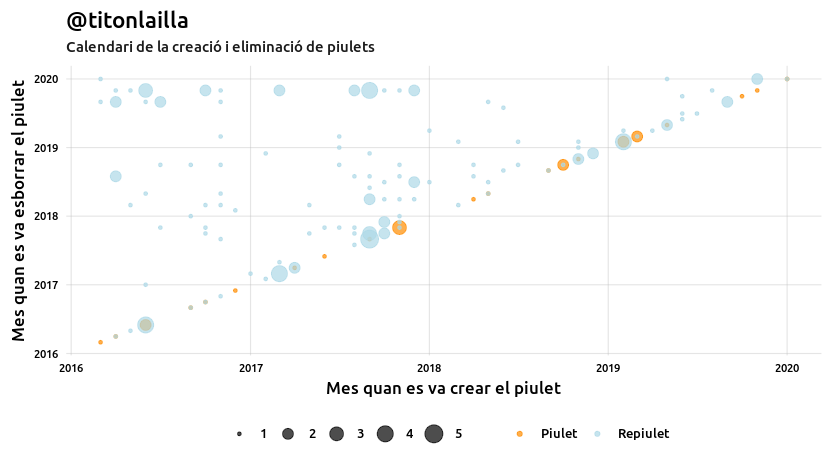 @titonlailla
Calendari de la creació i eliminació de piulets
Mes quan es va esborrar el piulet
2020
2019
2018
2017
2016
2016 2017 2018 2019 2020
Mes quan es va crear el piulet
1 2 3 4 5 Piulet Repiulet